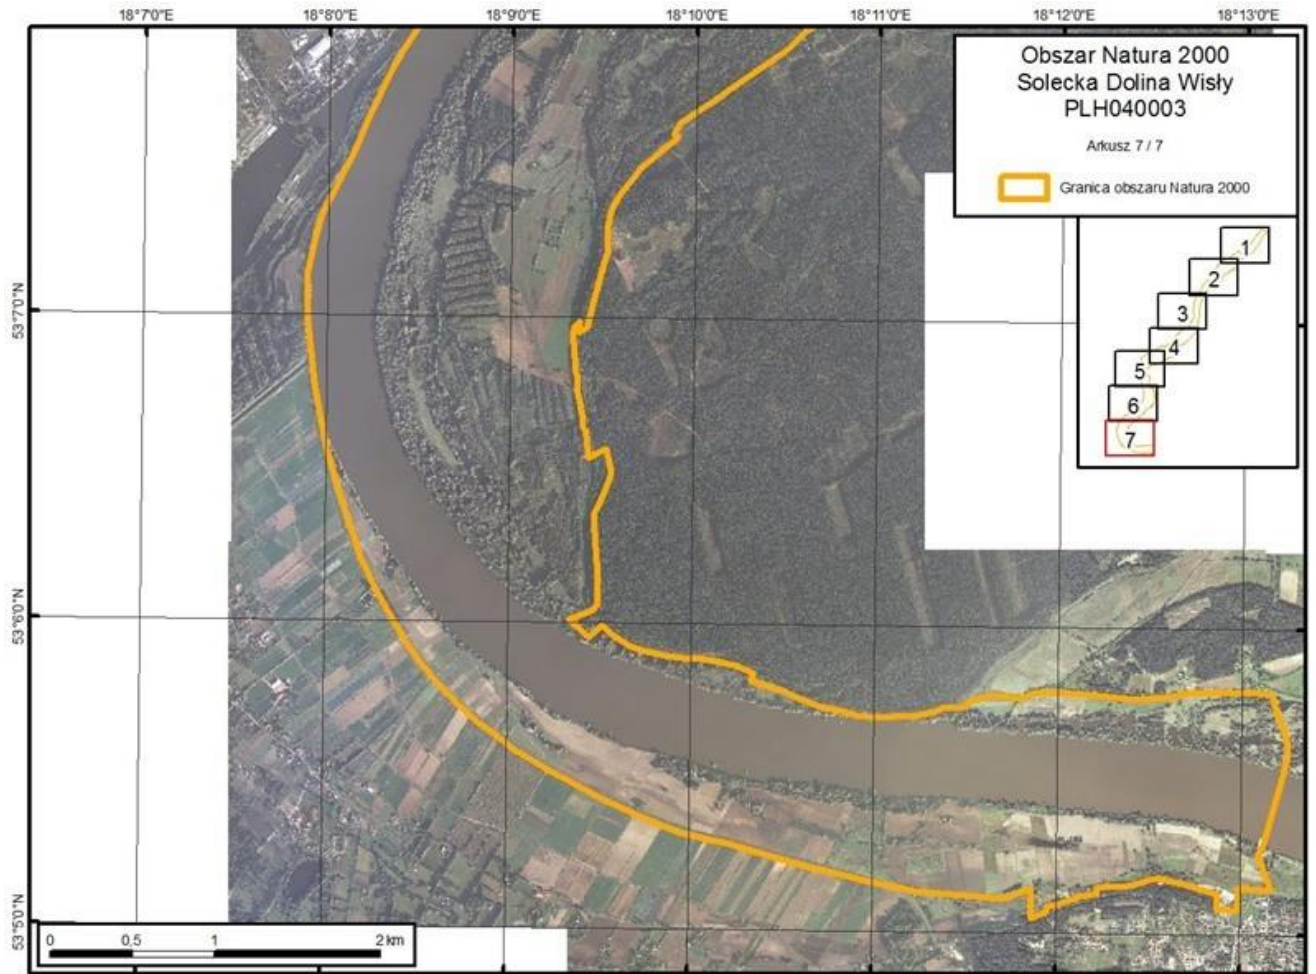 18°7'0"E 18°8'0"E 18°9'0"E 18°10'0"E 18°11'0"E 18°12'0"E 18°13'0"E
Obszar Natura 2000
Solecka Dolina Wisły
PLH040003
Arkusz 7 / 7
Granica obszaru Natura 2000
1
2
3
4
5
6
7
53°7'0"N
53°6'0"N
53°5'0"N
0 0,5 1 2 km